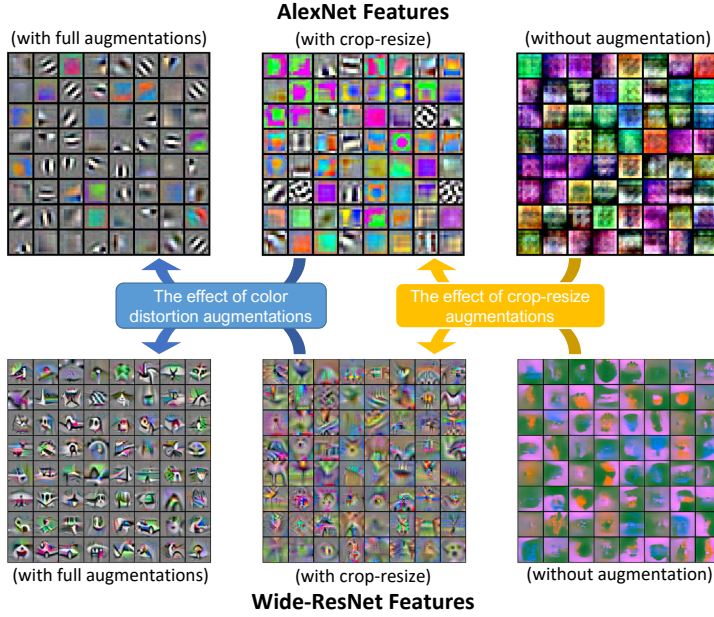 AlexNet Features
(with full augmentations)
(with crop-resize)
(without augmentation)
The effect of color
distortion augmentations
The effect of crop-resize
augmentations
(with full augmentations)
(with crop-resize)
(without augmentation)
Wide-ResNet Features